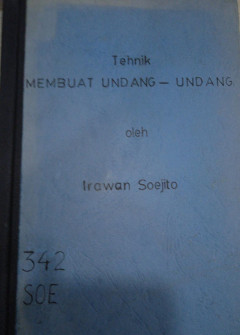 Tehnik
MEMBUAT UNDANG - UNDANG
oleh
Irawan Soejito
342
SOE